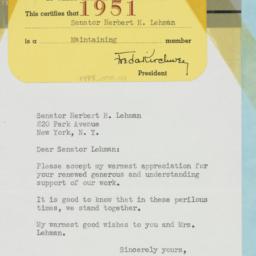 This certifies that 1951
Senator Herbert H. Lehman
is a Maintaining member
President
Senator Herbert H. Lehman
820 Park Avenue
New York, N. Y.
Dear Senator Lehman:
Please accept my warmest appreciation for
your renewed generous and understanding
support of our work.
It is good to know that in these perilous
times, we stand together.
My warmest good wishes to you and Mrs.
Lehman.
Sincerely yours,